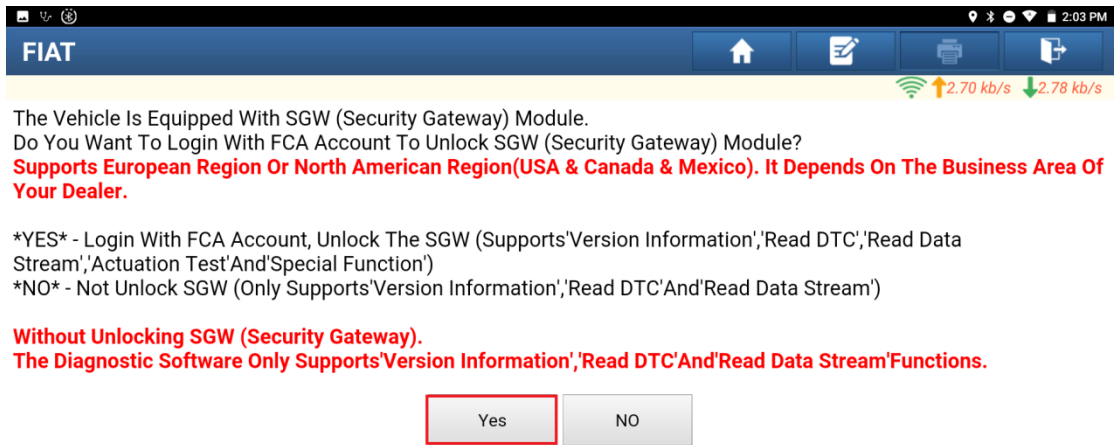 2:03 PM
FIAT
2.70 kb/s 2.78 kb/s
The Vehicle Is Equipped With SGW (Security Gateway) Module.
Do You Want To Login With FCA Account To Unlock SGW (Security Gateway) Module?
Supports European Region Or North American Region(USA & Canada & Mexico). It Depends On The Business Area Of
Your Dealer.
*YES* - Login With FCA Account, Unlock The SGW (Supports'Version Information','Read DTC','Read Data
Stream','Actuation Test'And'Special Function')
*NO* - Not Unlock SGW (Only Supports'Version Information','Read DTC'And'Read Data Stream')
Without Unlocking SGW (Security Gateway).
The Diagnostic Software Only Supports'Version Information','Read DTC'And'Read Data Stream'Functions.
Yes NO